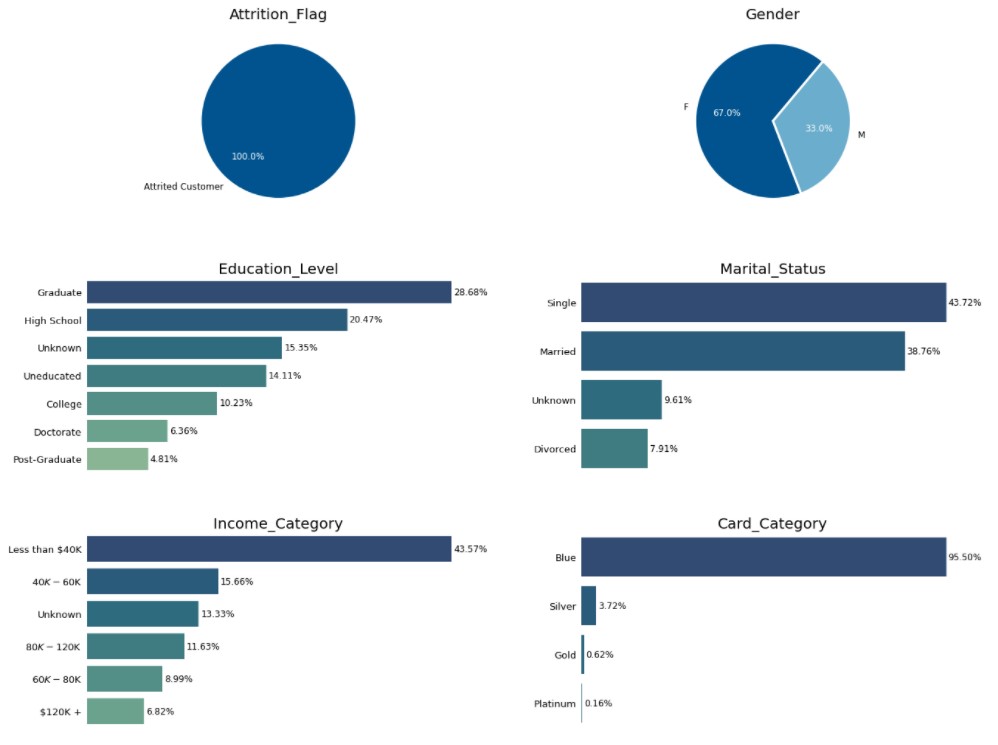 Attrition_Flag
100.0%
Attrited Customer
Gender
F
67.0%
33.0%
M
Education_Level
Graduate 28.68%
High School 20.47%
Unknown 15.35%
Uneducated 14.11%
College 10.23%
Doctorate 6.36%
Post-Graduate 4.81%
Marital_Status
Single 43.72%
Married 38.76%
Unknown 9.61%
Divorced 7.91%
Income_Category
Less than $40K 43.57%
40K − 60K 15.66%
Unknown 13.33%
80K − 120K 11.63%
60K − 80K 8.99%
$120K + 6.82%
Card_Category
Blue 95.50%
Silver 3.72%
Gold 0.62%
Platinum 0.16%